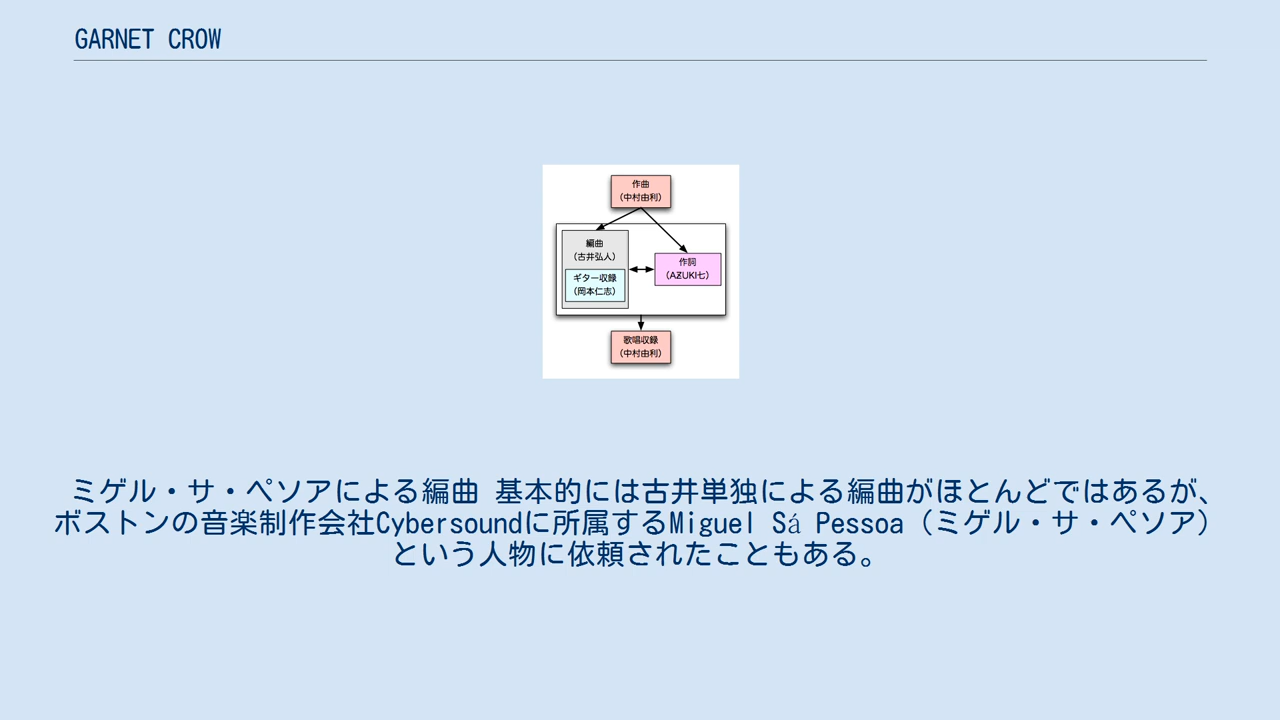 GARNET CROW
作曲
(中村由利)
編曲
(古井弘人)
ギター収録
(岡本仁志)
作詞
(AZUKI七)
歌唱収録
(中村由利)
ミゲル・サ・ペソアによる編曲 基本的には古井単独による編曲がほとんどではあるが、
ボストンの音楽制作会社Cybersoundに所属するMiguel Sá Pessoa（ミゲル・サ・ペソア）
という人物に依頼されたこともある。